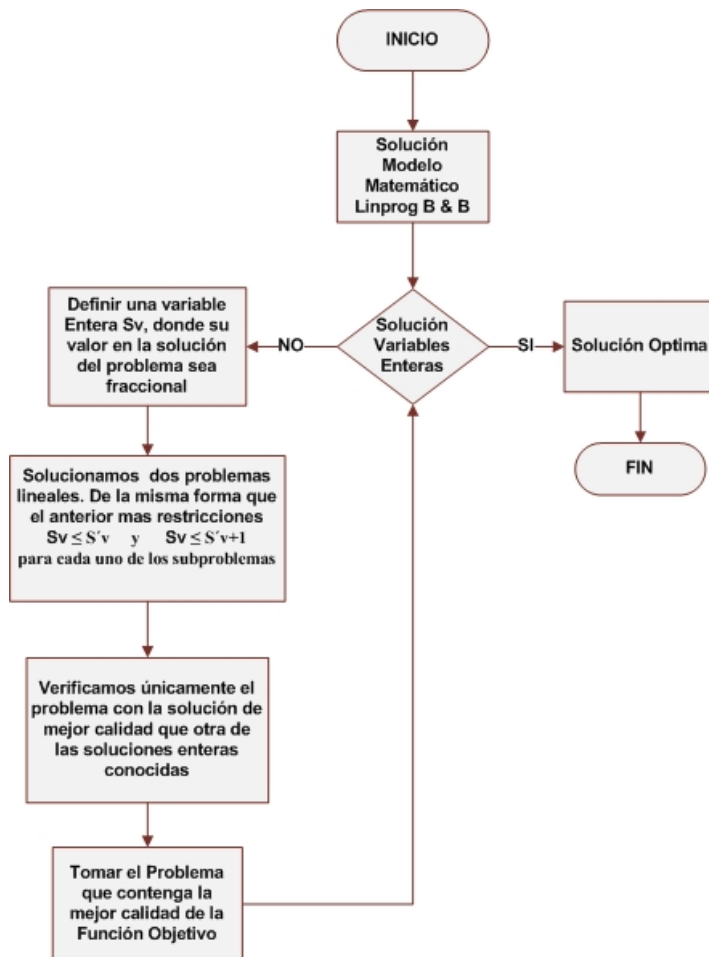 INICIO
Solución
Modelo
Matemático
Linprog B & B
Solución
Variables
Enteras
NO
SI
Solución Optima
FIN
Definir una variable
Entera Sv, donde su
valor en la solución
del problema sea
fraccional
Solucionamos dos problemas
lineales. De la misma forma que
el anterior mas restricciones
Sv ≤ S´v y Sv ≤ S´v+1
para cada uno de los subproblemas
Verificamos únicamente el
problema con la solución de
mejor calidad que otra de
las soluciones enteras
conocidas
Tomar el Problema
que contenga la
mejor calidad de la
Función Objetivo